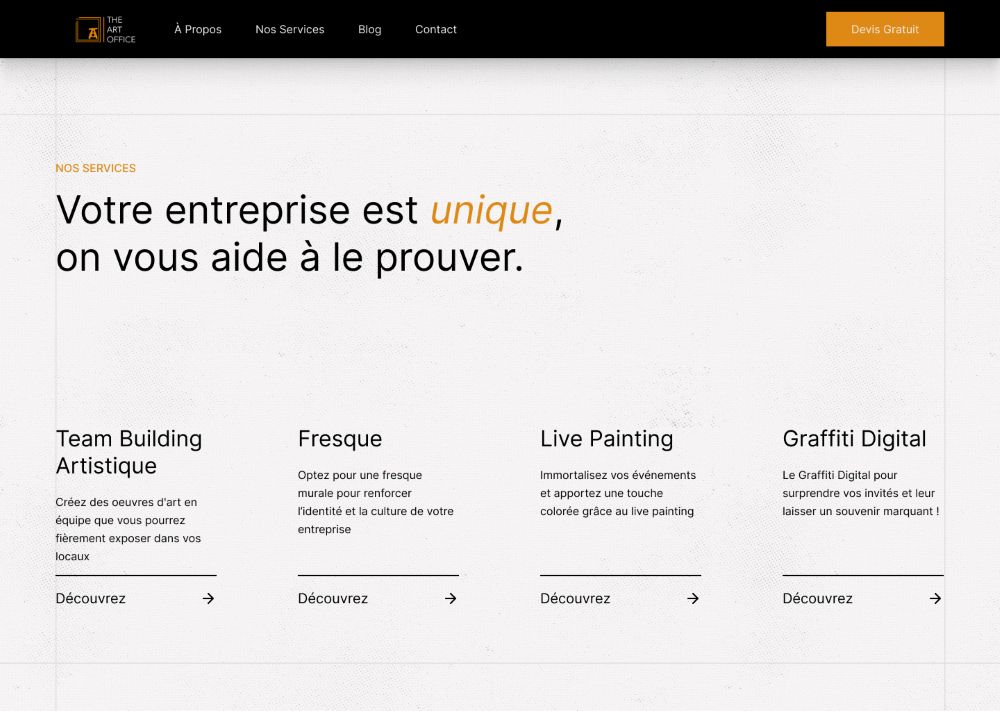 THE
ART
OFFICE
À Propos
Nos Services
Blog
Contact
Devis Gratuit
NOS SERVICES
Votre entreprise est unique,
on vous aide à le prouver.
Team Building
Artistique
Créez des oeuvres d'art en
équipe que vous pourrez
fièrement exposer dans vos
locaux
Découvrez
Fresque
Optez pour une fresque
murale pour renforcer
l'identité et la culture de votre
entreprise
Découvrez
Live Painting
Immortalisez vos événements
et apportez une touche
colorée grâce au live painting
Découvrez
Graffiti Digital
Le Graffiti Digital pour
surprendre vos invités et leur
laisser un souvenir marquant !
Découvrez